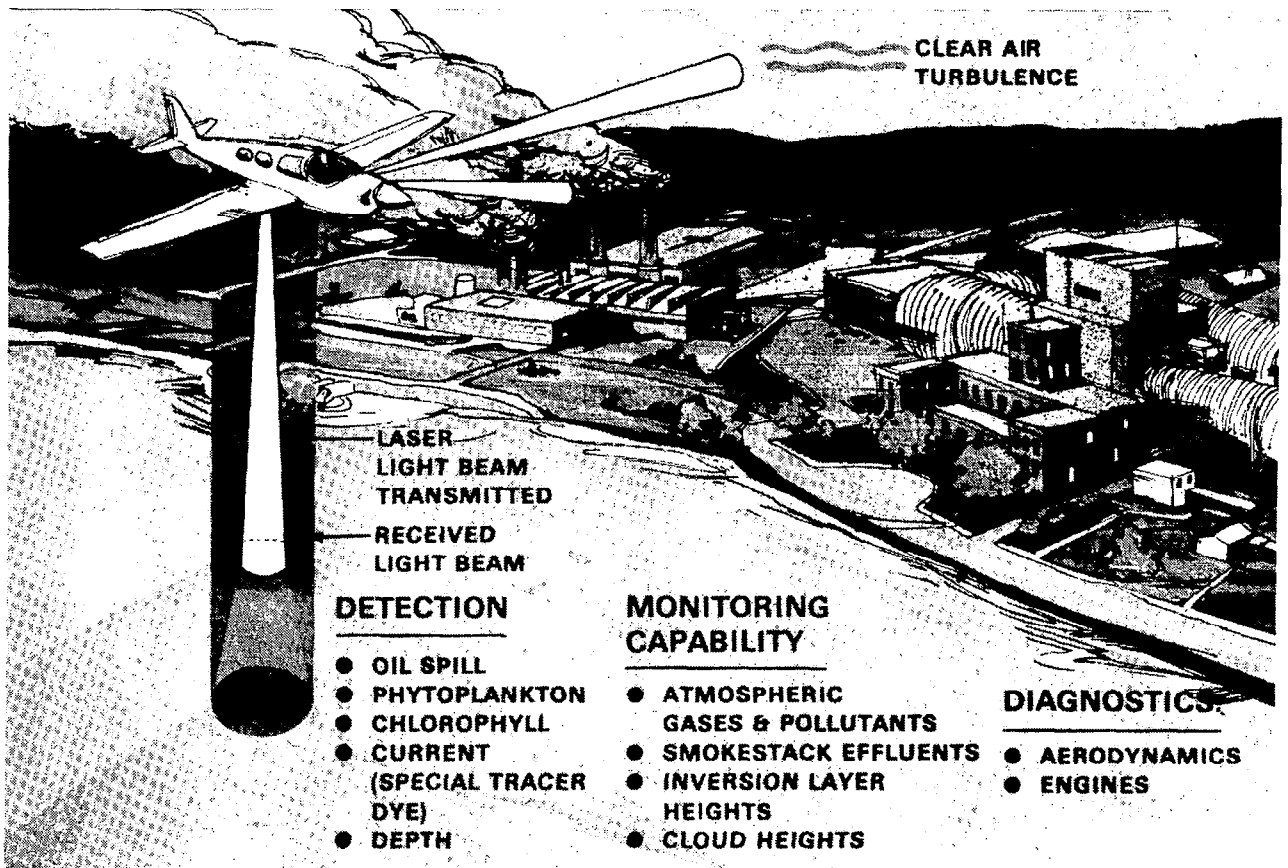 CLEAR AIR
TURBULENCE
LASER
LIGHT BEAM
TRANSMITTED
RECEIVED
LIGHT BEAM
DETECTION
● OIL SPILL
● PHYTOPLANKTON
● CHLOROPHYLL
● CURRENT
(SPECIAL TRACER
DYE)
● DEPTH
MONITORING
CAPABILITY
● ATMOSPHERIC
GASES & POLLUTANTS
● SMOKESTACK EFFLUENTS
● INVERSION LAYER
HEIGHTS
● CLOUD HEIGHTS
DIAGNOSTICS
● AERODYNAMICS
● ENGINES